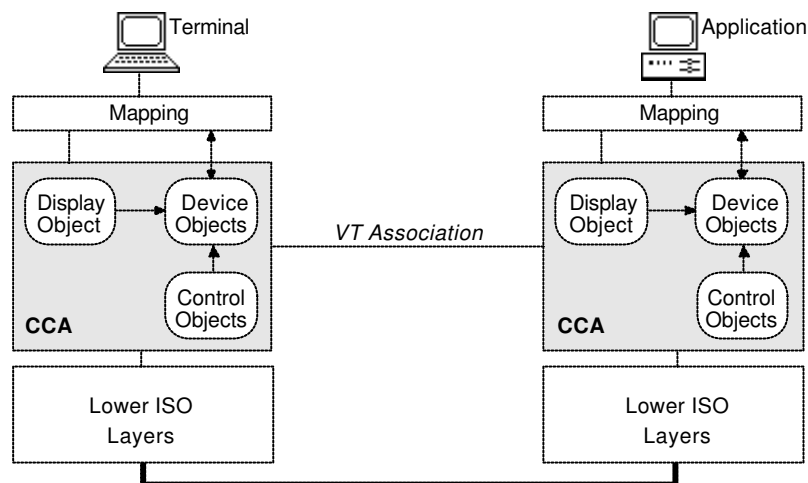 Terminal
Application
Mapping
Mapping
Display
Object
Device
Objects
Control
Objects
CCA
VT Association
Display
Object
Device
Objects
Control
Objects
CCA
Lower ISO
Layers
Lower ISO
Layers